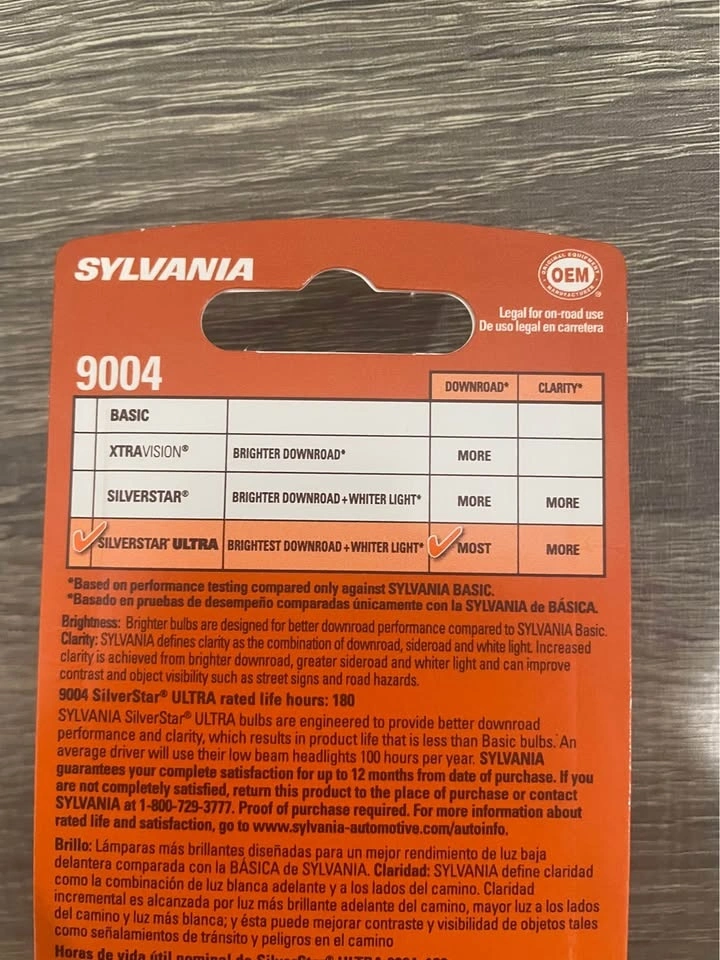 SYLVANIA
ORIGINAL EQUIPMENT
OEM
MANUFACTURER
®
Legal for on-road use
De uso legal en carretera
9004
DOWNROAD* CLARITY*
BASIC
XTRAVISION® BRIGHTER DOWNROAD* MORE
SILVERSTAR® BRIGHTER DOWNROAD + WHITER LIGHT* MORE MORE
SILVERSTAR® ULTRA BRIGHTEST DOWNROAD + WHITER LIGHT* MOST MORE
*Based on performance testing compared only against SYLVANIA BASIC.
*Basado en pruebas de desempeño comparadas únicamente con la SYLVANIA de BÁSICA.
Brightness: Brighter bulbs are designed for better downroad performance compared to SYLVANIA Basic.
Clarity: SYLVANIA defines clarity as the combination of downroad, sideroad and white light. Increased
clarity is achieved from brighter downroad, greater sideroad and whiter light and can improve
contrast and object visibility such as street signs and road hazards.
9004 SilverStar® ULTRA rated life hours: 180
SYLVANIA SilverStar® ULTRA bulbs are engineered to provide better downroad
performance and clarity, which results in product life that is less than Basic bulbs. An
average driver will use their low beam headlights 100 hours per year. SYLVANIA
guarantees your complete satisfaction for up to 12 months from date of purchase. If you
are not completely satisfied, return this product to the place of purchase or contact
SYLVANIA at 1-800-729-3777. Proof of purchase required. For more information about
rated life and satisfaction, go to www.sylvania-automotive.com/autoinfo.
Brillo: Lámparas más brillantes diseñadas para un mejor rendimiento de luz baja
delantera comparada con la BÁSICA de SYLVANIA. Claridad: SYLVANIA define claridad
como la combinación de luz blanca adelante y a los lados del camino. Claridad
incremental es alcanzada por luz más brillante adelante del camino, mayor luz a los lados
del camino y luz más blanca; y ésta puede mejorar contraste y visibilidad de objetos tales
como señalamientos de tránsito y peligros en el camino
Horas de vida útil nominal de SilverStar® ULTRA